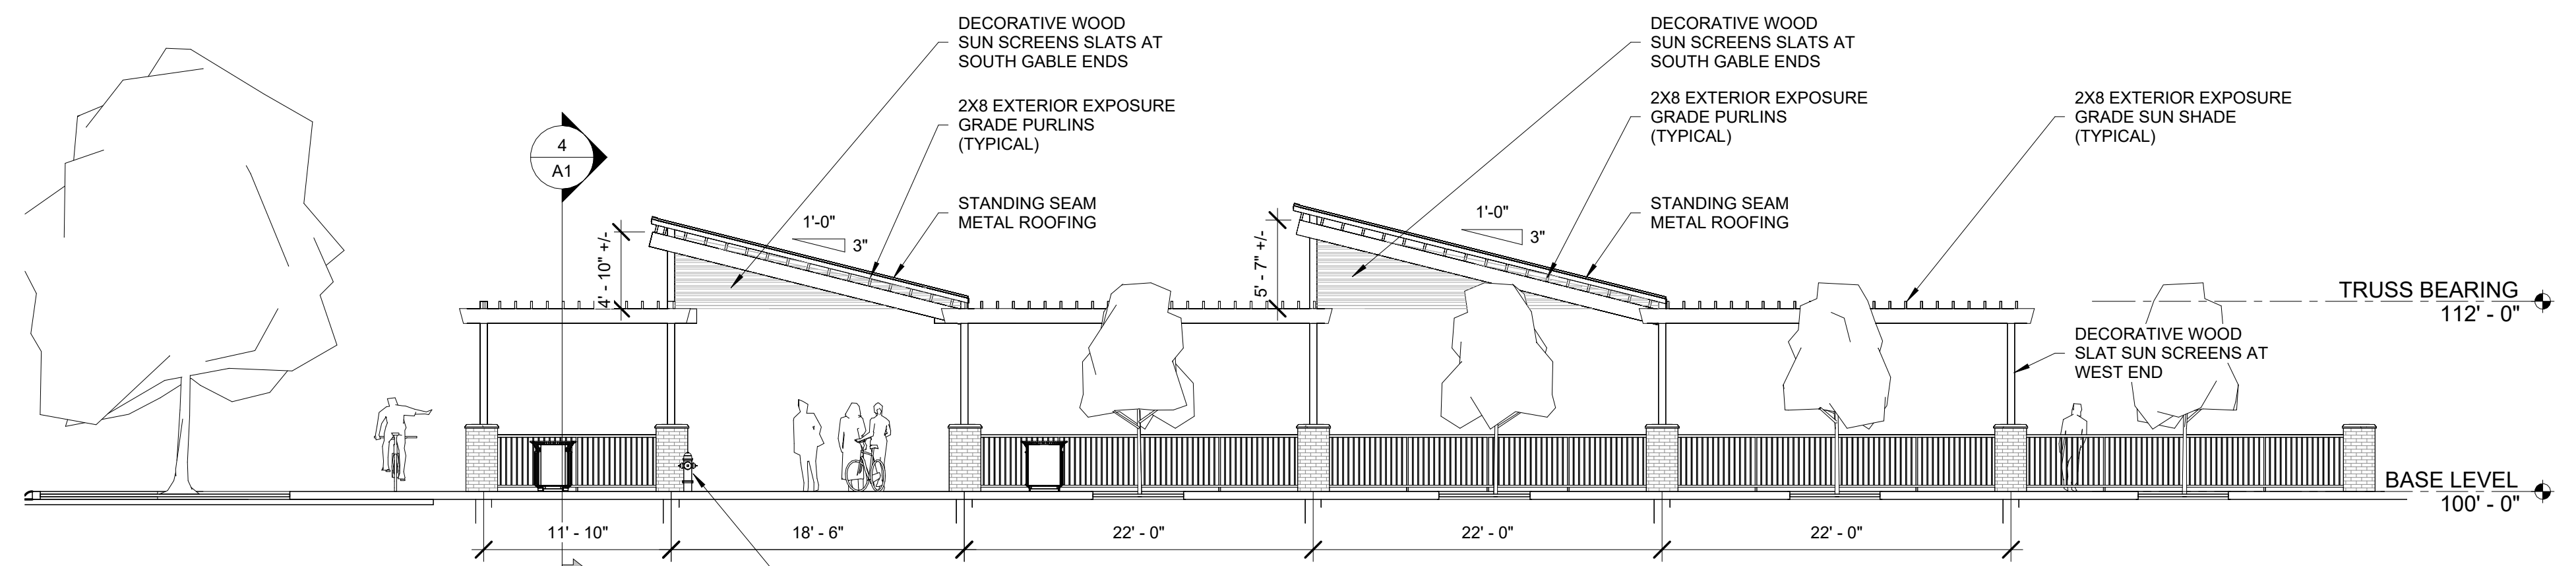 DECORATIVE WOOD
SUN SCREENS SLATS AT
SOUTH GABLE ENDS
2X8 EXTERIOR EXPOSURE
GRADE PURLINS
(TYPICAL)
STANDING SEAM
METAL ROOFING
DECORATIVE WOOD
SUN SCREENS SLATS AT
SOUTH GABLE ENDS
2X8 EXTERIOR EXPOSURE
GRADE PURLINS
(TYPICAL)
STANDING SEAM
METAL ROOFING
2X8 EXTERIOR EXPOSURE
GRADE SUN SHADE
(TYPICAL)
4
A1
1'-0"
3"
4' - 10" +/-
1'-0"
3"
5' - 7" +/-
TRUSS BEARING
112' - 0"
DECORATIVE WOOD
SLAT SUN SCREENS AT
WEST END
BASE LEVEL
100' - 0"
11' - 10"
18' - 6"
22' - 0"
22' - 0"
22' - 0"